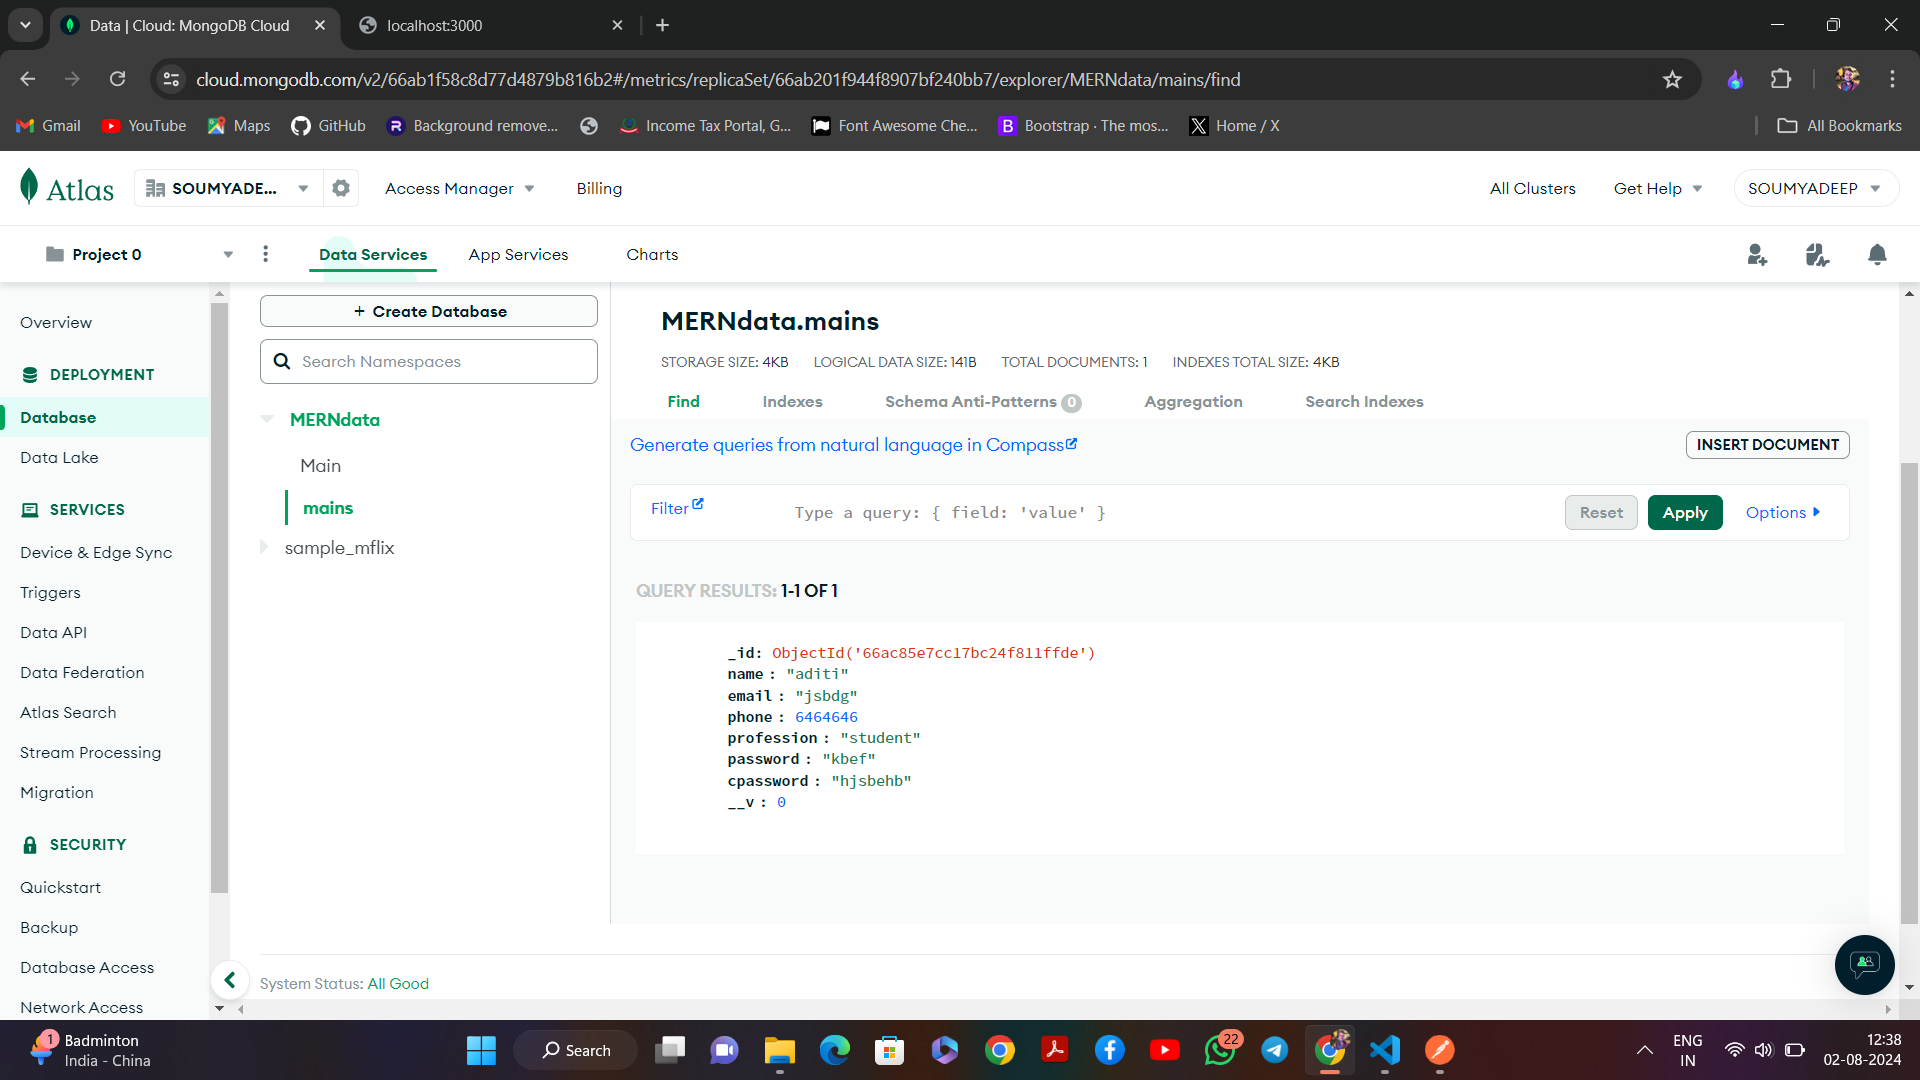 Data | Cloud: MongoDB Cloud
localhost:3000
cloud.mongodb.com/v2/66ab1f58c8d77d4879b816b2#/metrics/replicaSet/66ab201f944f8907bf240bb7/explorer/MERNdata/mains/find
Gmail YouTube Maps GitHub Background remove... Income Tax Portal, G... Font Awesome Che... Bootstrap · The mos... Home / X All Bookmarks
Atlas SOUMYADE... Access Manager Billing All Clusters Get Help SOUMYADEEP
Project 0 Data Services App Services Charts
Overview
DEPLOYMENT
Database
Data Lake
SERVICES
Device & Edge Sync
Triggers
Data API
Data Federation
Atlas Search
Stream Processing
Migration
SECURITY
Quickstart
Backup
Database Access
Network Access
+ Create Database
Search Namespaces
MERNdata
Main
mains
sample_mflix
MERNdata.mains
STORAGE SIZE: 4KB LOGICAL DATA SIZE: 141B TOTAL DOCUMENTS: 1 INDEXES TOTAL SIZE: 4KB
Find Indexes Schema Anti-Patterns 0 Aggregation Search Indexes
Generate queries from natural language in Compass
INSERT DOCUMENT
Filter Type a query: { field: 'value' } Reset Apply Options
QUERY RESULTS: 1-1 OF 1
_id: ObjectId('66ac85e7cc17bc24f811ffde')
name : "aditi"
email : "jsbdg"
phone : 6464646
profession : "student"
password : "kbef"
cpassword : "hjsbehb"
__v : 0
System Status: All Good
1
Badminton
India - China
Search
22
ENG
IN
12:38
02-08-2024